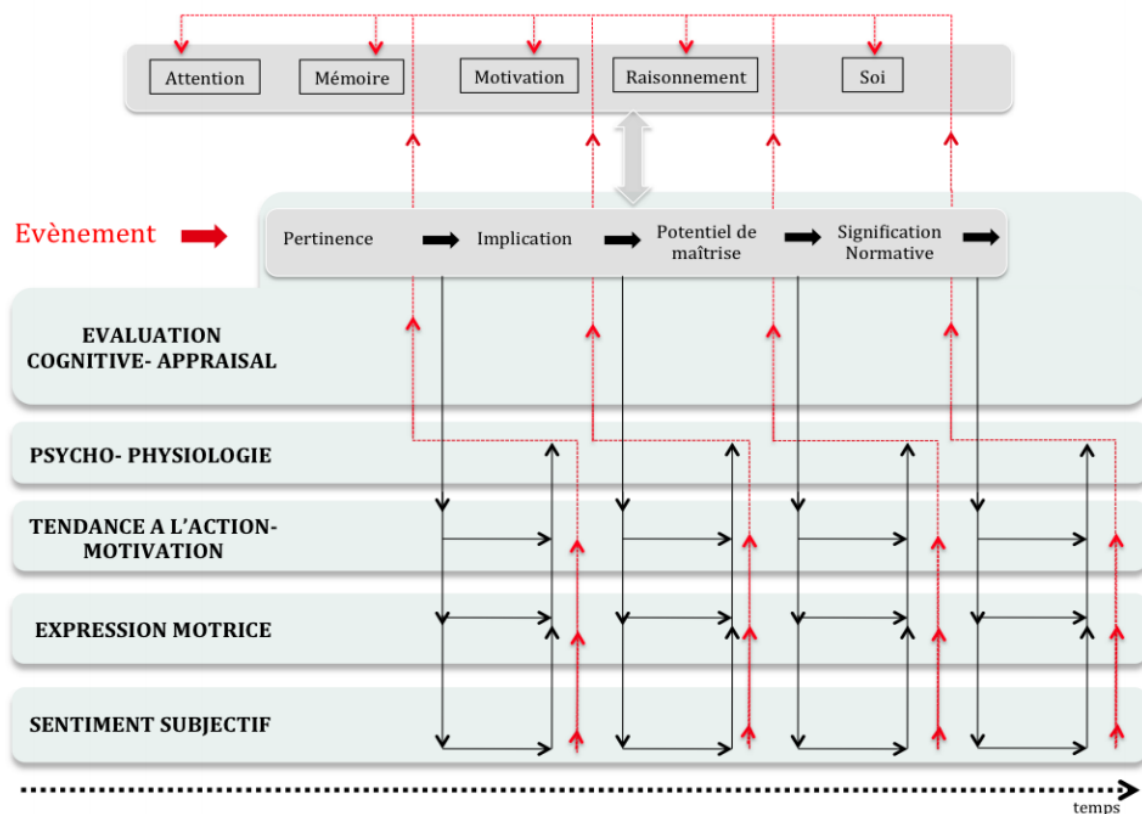 Attention
Mémoire
Motivation
Raisonnement
Soi
Evènement
Pertinence
Implication
Potentiel de
maîtrise
Signification
Normative
EVALUATION
COGNITIVE- APPRAISAL
PSYCHO- PHYSIOLOGIE
TENDANCE A L'ACTION-
MOTIVATION
EXPRESSION MOTRICE
SENTIMENT SUBJECTIF
temps